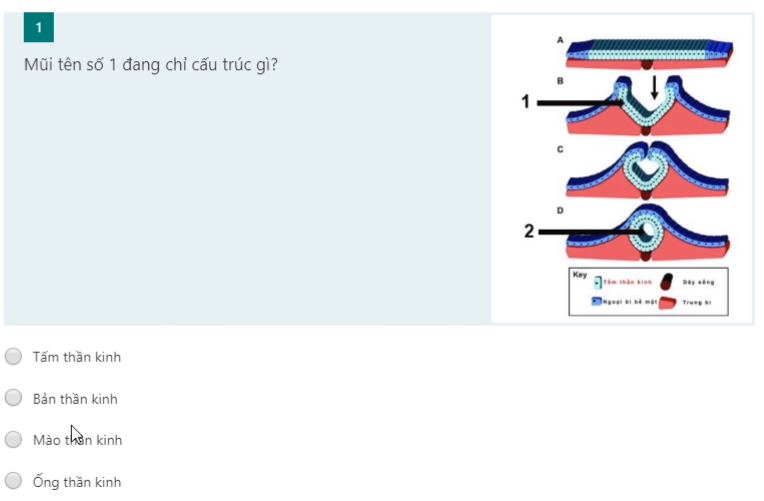 1
Mũi tên số 1 đang chỉ cấu trúc gì?
A
B
1
C
D
2
Key
Tấm thần kinh
Dây sống
Ngoại bì bề mặt
Trung bì
Tấm thần kinh
Bản thần kinh
Mào thần kinh
Ống thần kinh